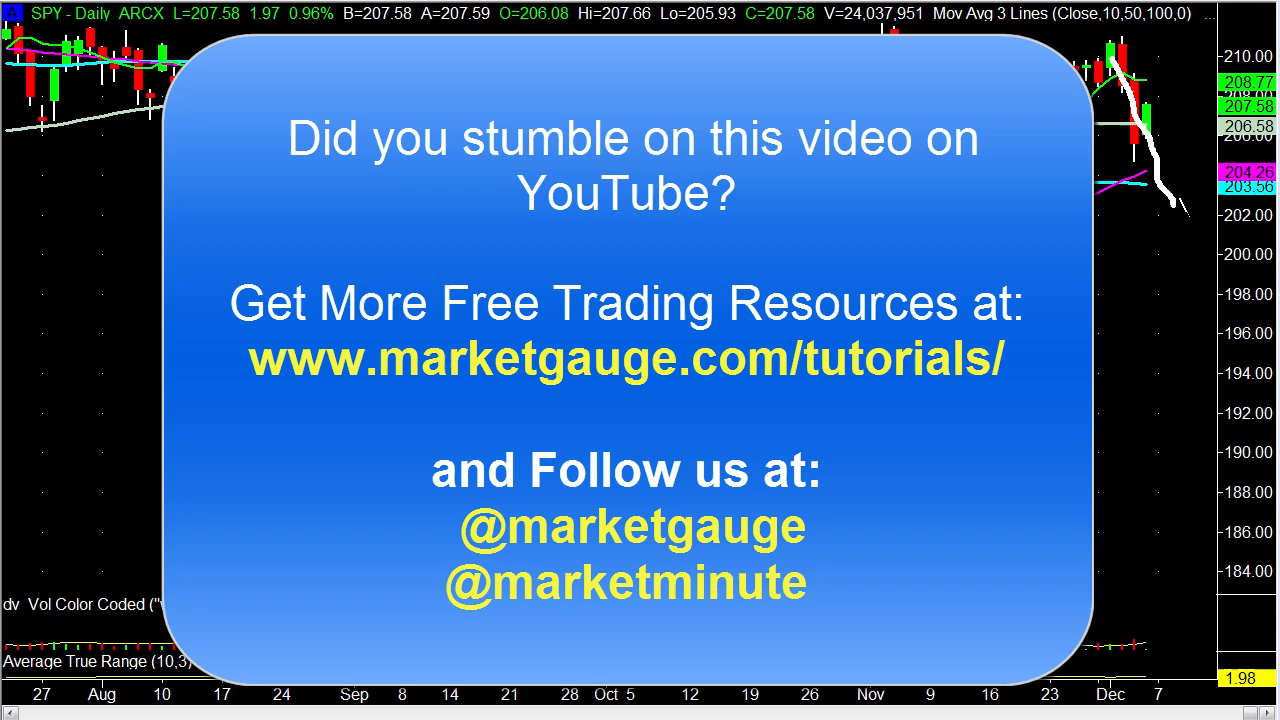 A SPY - Daily ARCX L=207.58 1.97 0.96% B=207.58 A=207.59 O=206.08 Hi=207.66 Lo=205.93 C=207.58 V=24,037,951 Mov Avg 3 Lines (Close,10,50,100,0) ...
Did you stumble on this video on
YouTube?
Get More Free Trading Resources at:
www.marketgauge.com/tutorials/
and Follow us at:
@marketgauge
@marketminute
210.00
208.77
208.00
207.58
206.58
206.00
204.26
203.56
202.00
200.00
198.00
196.00
194.00
192.00
190.00
188.00
186.00
184.00
dv Vol Color Coded ("v
Average True Range (10,3)
1.98
27 Aug 10 17 24 Sep 8 14 21 28 Oct 5 12 19 26 Nov 9 16 23 Dec 7